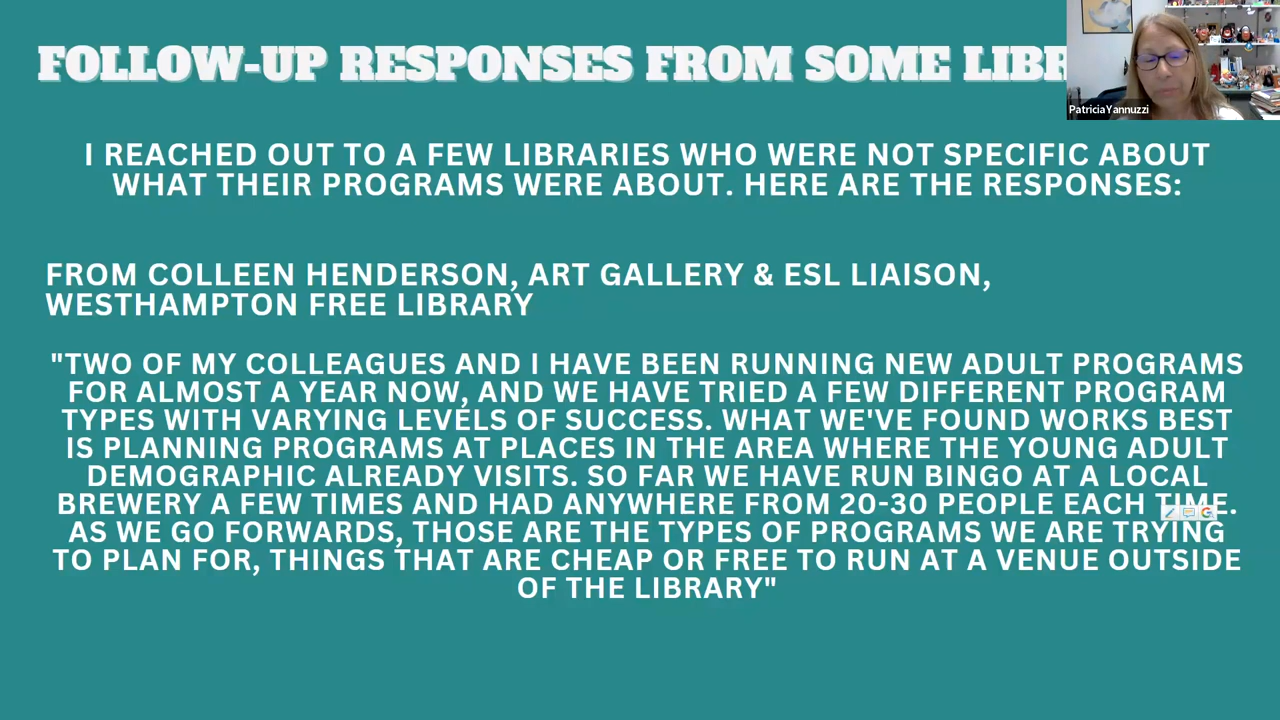 FOLLOW-UP RESPONSES FROM SOME
Patricia Yannuzzi
I REACHED OUT TO A FEW LIBRARIES WHO WERE NOT SPECIFIC ABOUT
WHAT THEIR PROGRAMS WERE ABOUT. HERE ARE THE RESPONSES:
FROM COLLEEN HENDERSON, ART GALLERY & ESL LIAISON,
WESTHAMPTON FREE LIBRARY
"TWO OF MY COLLEAGUES AND I HAVE BEEN RUNNING NEW ADULT PROGRAMS
FOR ALMOST A YEAR NOW, AND WE HAVE TRIED A FEW DIFFERENT PROGRAM
TYPES WITH VARYING LEVELS OF SUCCESS. WHAT WE'VE FOUND WORKS BEST
IS PLANNING PROGRAMS AT PLACES IN THE AREA WHERE THE YOUNG ADULT
DEMOGRAPHIC ALREADY VISITS. SO FAR WE HAVE RUN BINGO AT A LOCAL
BREWERY A FEW TIMES AND HAD ANYWHERE FROM 20-30 PEOPLE EACH TIME.
AS WE GO FORWARDS, THOSE ARE THE TYPES OF PROGRAMS WE ARE TRYING
TO PLAN FOR, THINGS THAT ARE CHEAP OR FREE TO RUN AT A VENUE OUTSIDE
OF THE LIBRARY"